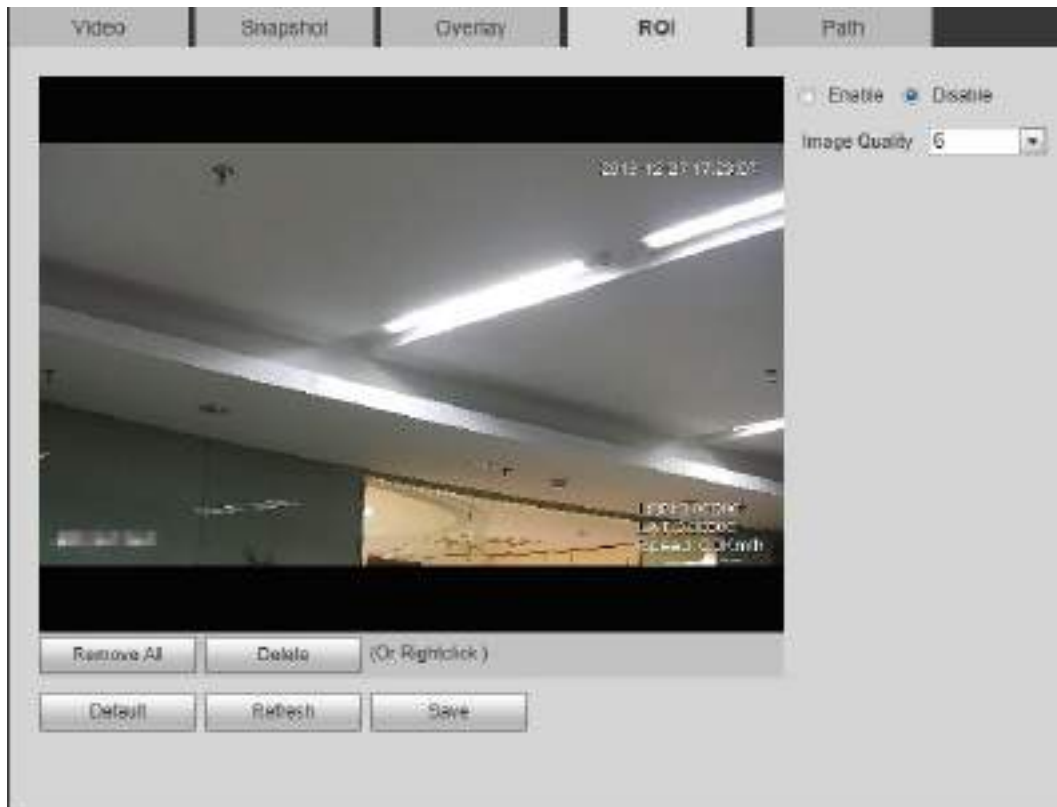 Video Snapshot Overlay ROI Path
Enable Disable
Image Quality 6
Remove All Delete (Or Rightclick )
Default Refresh Save